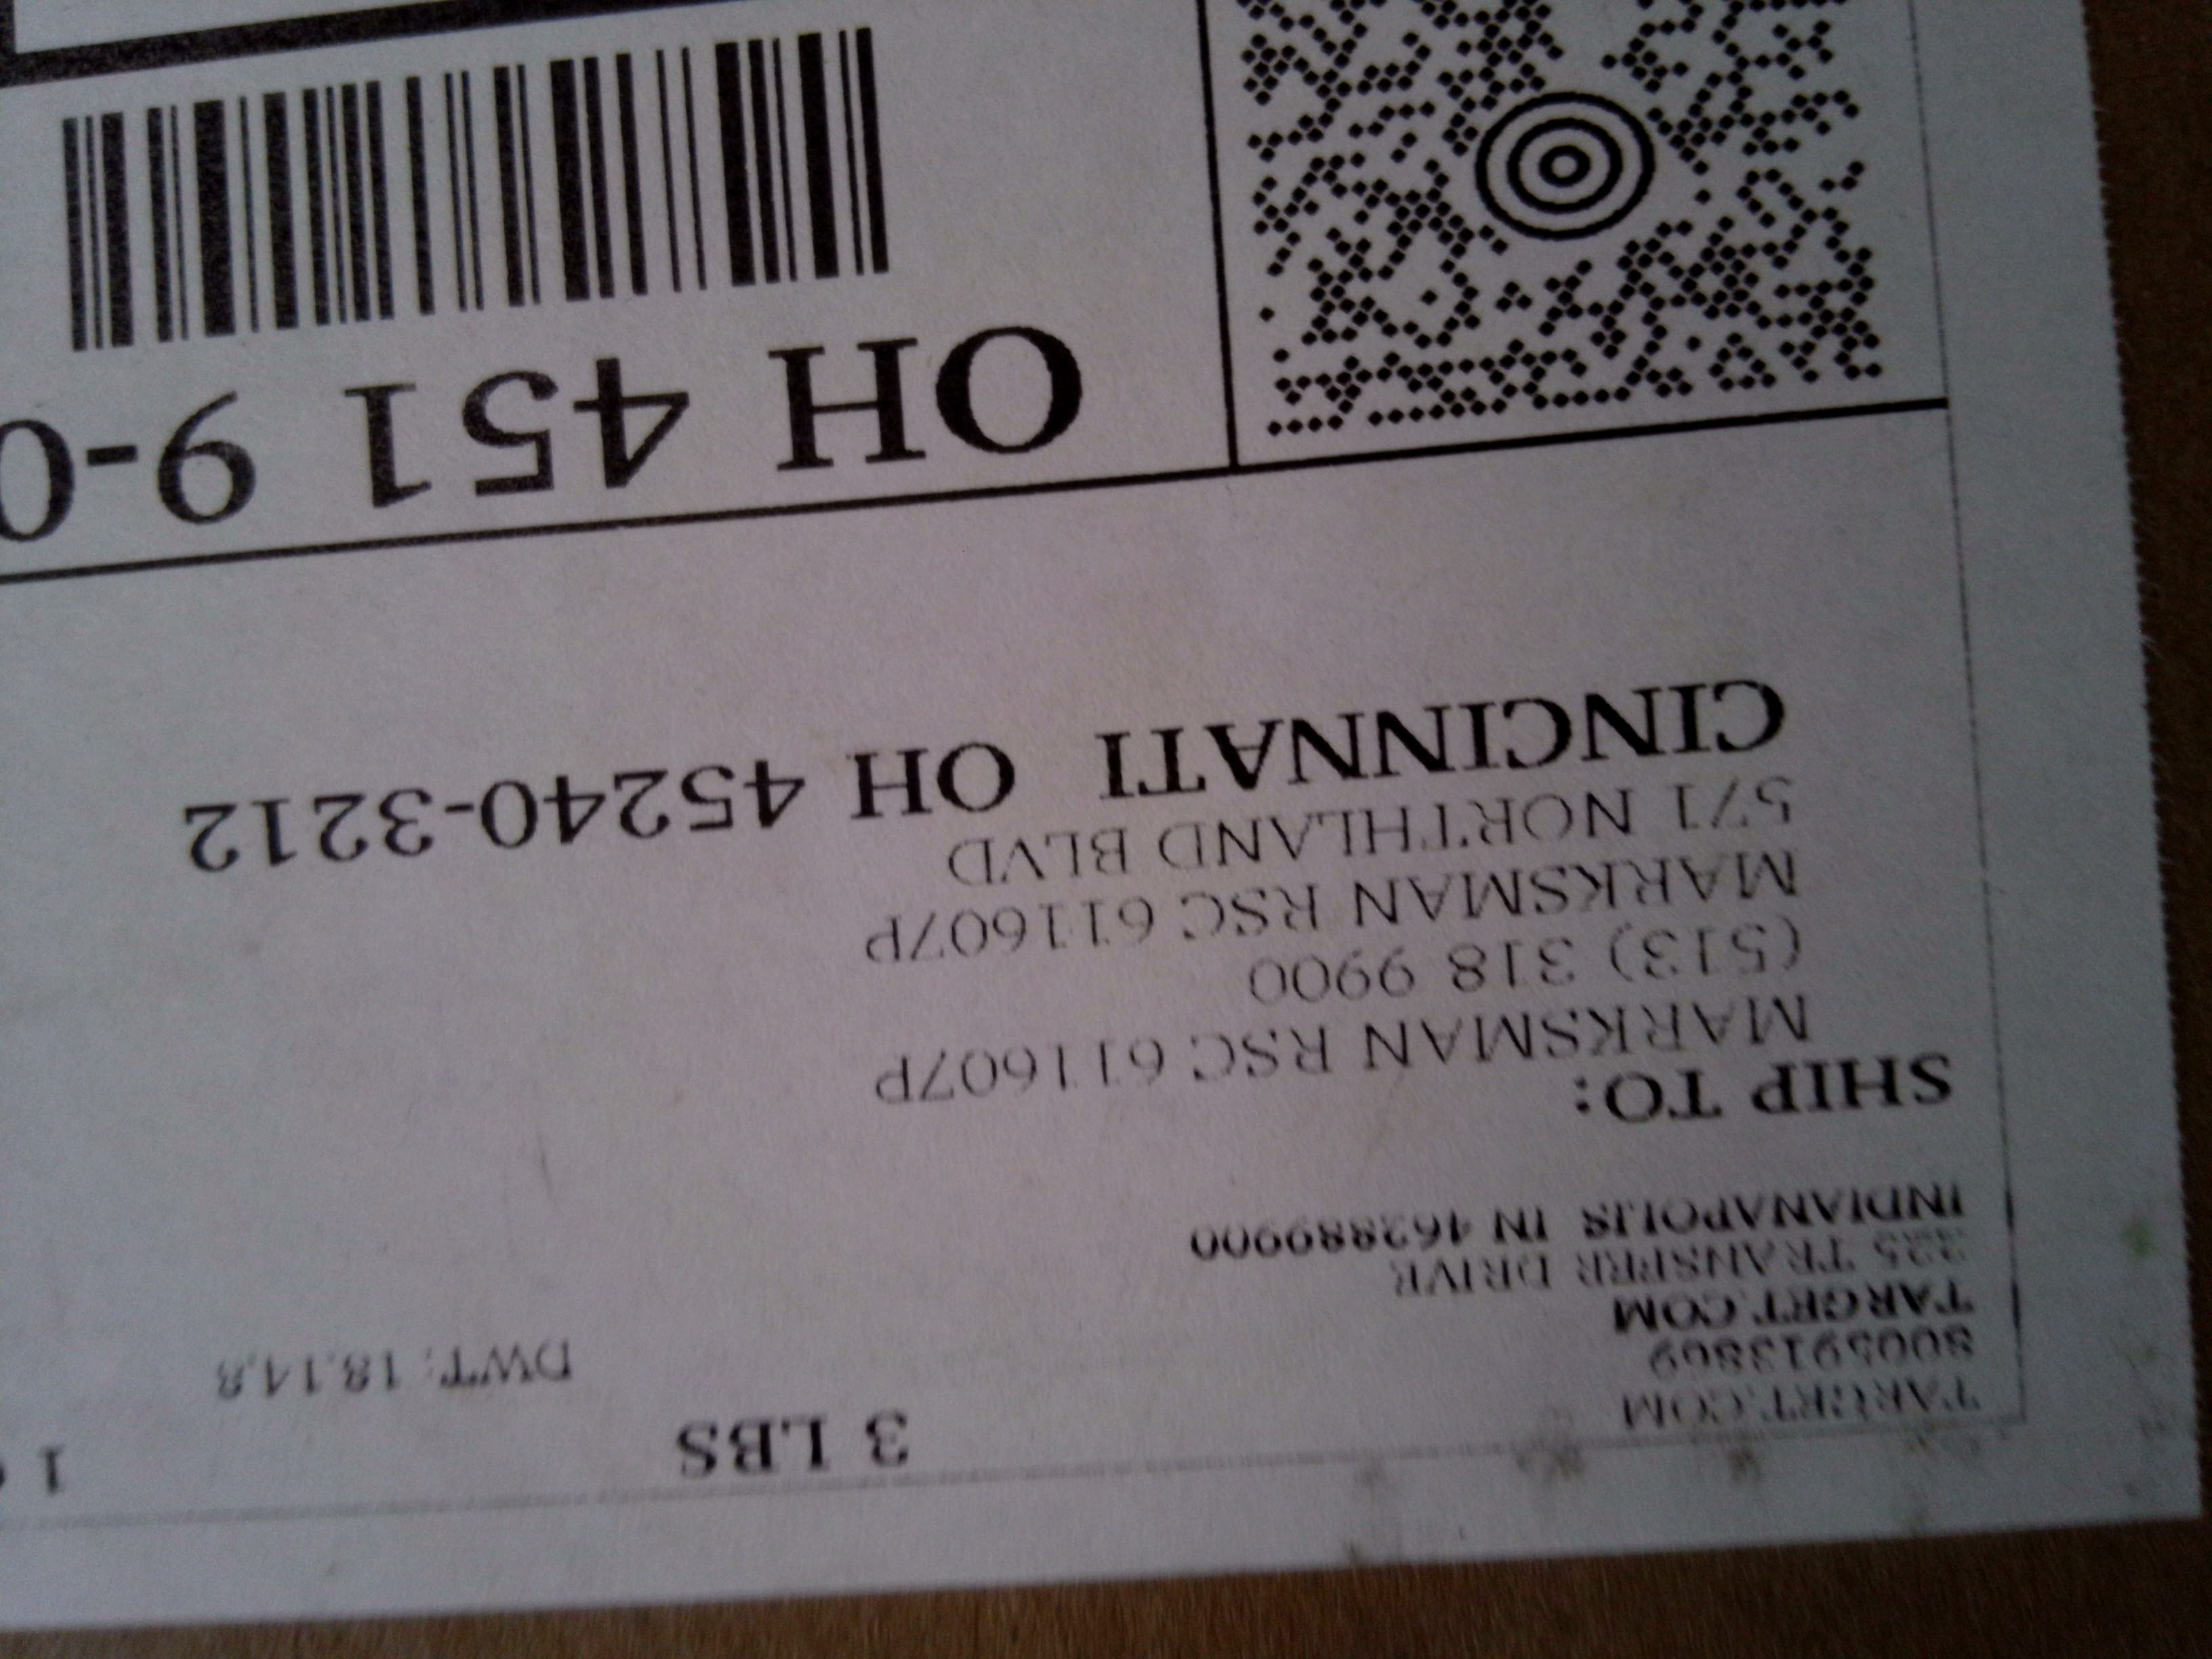 TARGET.COM
8005913869
TARGET.COM
325 TRANSFER DRIVE
INDIANAPOLIS IN 462889900
3 LBS
1
DWT: 18,14,8
SHIP TO:
MARKSMAN RSC 611607P
(513) 318 9900
MARKSMAN RSC 611607P
571 NORTHLAND BLVD
CINCINNATI OH 45240-3212
OH 451 9-0